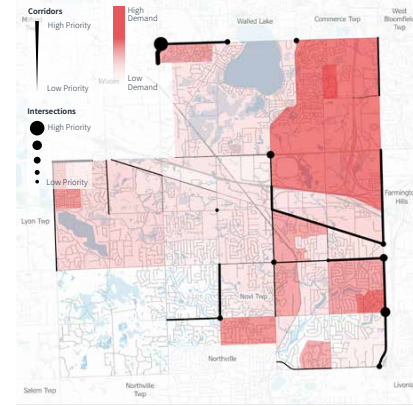 Corridors
High Priority
Low Priority
High
Demand
Low
Demand
Intersections
High Priority
Low Priority
Walled Lake
Commerce Twp
West
Bloomfield
Twp
Farmington
Hills
Lyon Twp
Novi Twp
Northville
Salem Twp
Northville
Twp
Livonia